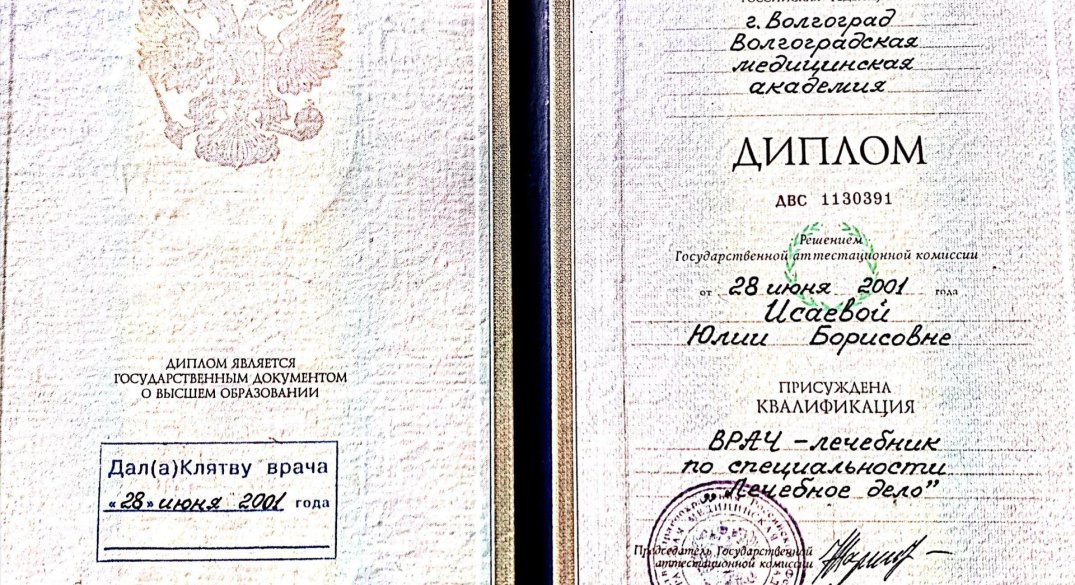 ДИПЛОМ ЯВЛЯЕТСЯ
ГОСУДАРСТВЕННЫМ ДОКУМЕНТОМ
О ВЫСШЕМ ОБРАЗОВАНИИ
Дал(а)Клятву врача
«28» июня 2001 года
г. Волгоград
Волгоградская
медицинская
академия
ДИПЛОМ
ДВС 1130391
Решением
Государственной аттестационной комиссии
от 28 июня 2001 года
Исаевой
Юлии Борисовне
ПРИСУЖДЕНА
КВАЛИФИКАЦИЯ
ВРАЧ - лечебник
по специальности
"Лечебное дело"
Председатель Государственной
аттестационной комиссии